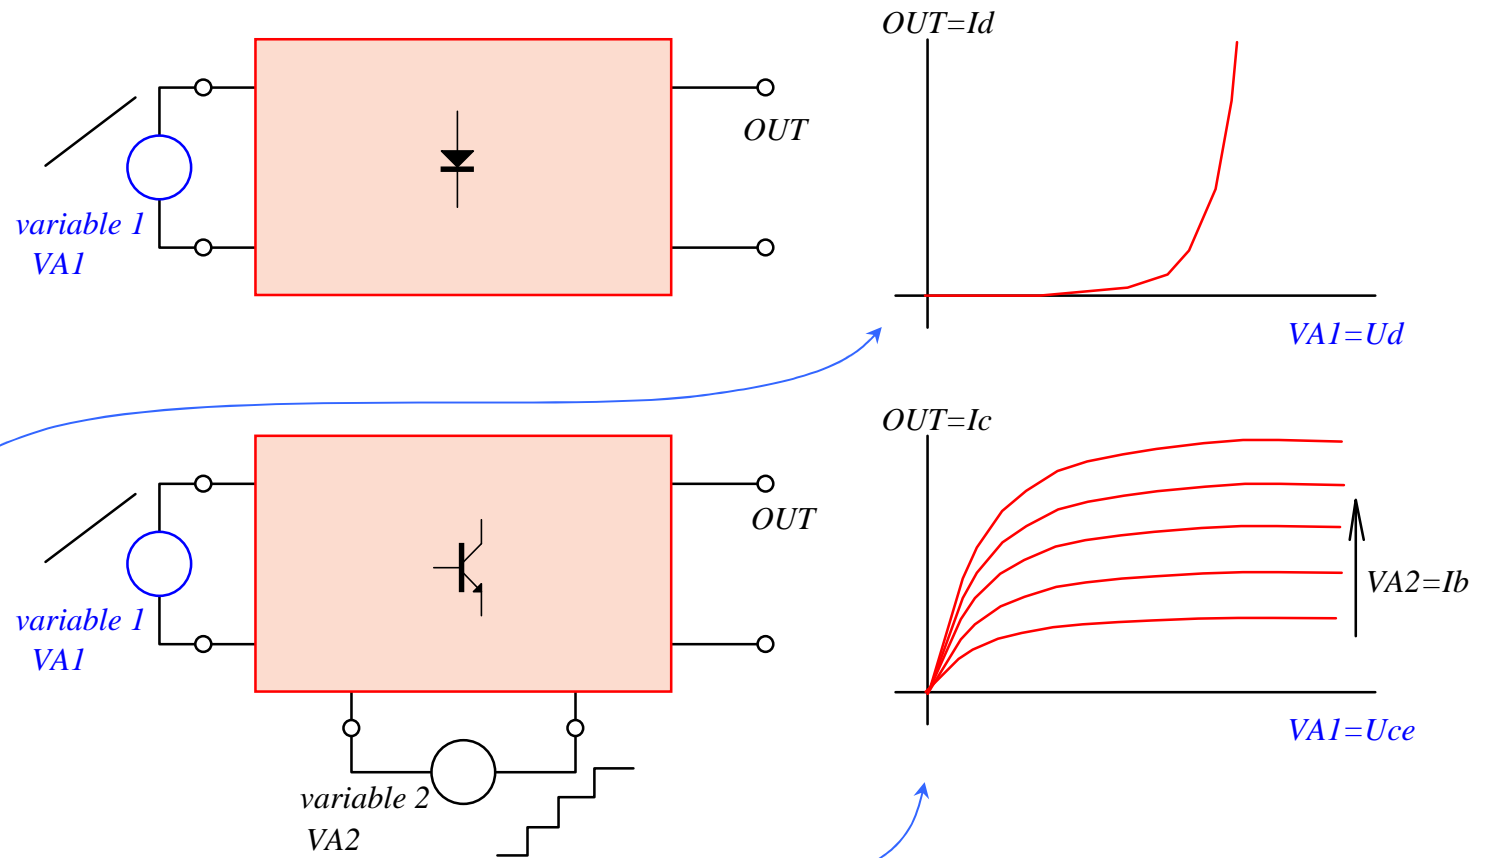 OUT=Id
OUT
variable 1
VA1
VA1=Ud
OUT=Ic
OUT
variable 1
VA1
VA2=Ib
VA1=Uce
variable 2
VA2